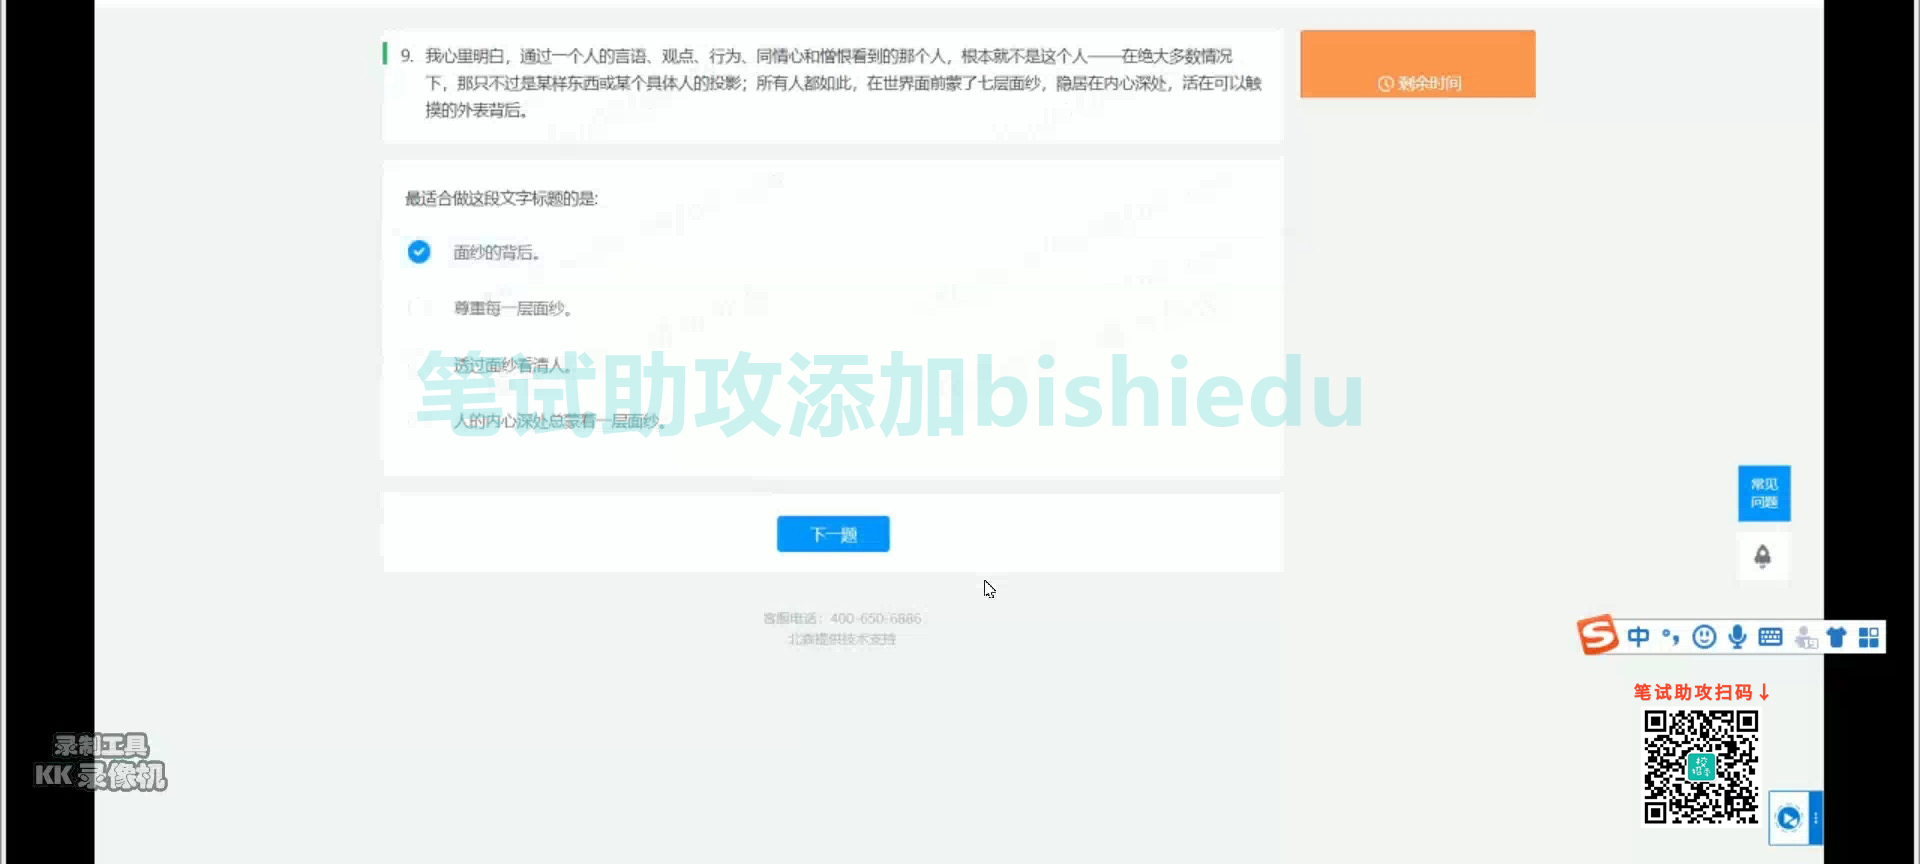 9. 我心里明白，通过一个人的言语、观点、行为、同情心和憎恨看到的那个人，根本就不是这个人——在绝大多数情况
下，那只不过是某样东西或某个具体人的投影；所有人都如此，在世界面前蒙了七层面纱，隐居在内心深处，活在可以触
摸的外表背后。
剩余时间
最适合做这段文字标题的是:
面纱的背后。
尊重每一层面纱。
透过面纱看清人。
人的内心深处总蒙着一层面纱。
笔试助攻添加bishiedu
下一题
常见
问题
客服电话：400-650-6886
北森提供技术支持
中
笔试助攻扫码↓
校
招季
录制工具
KK 录像机